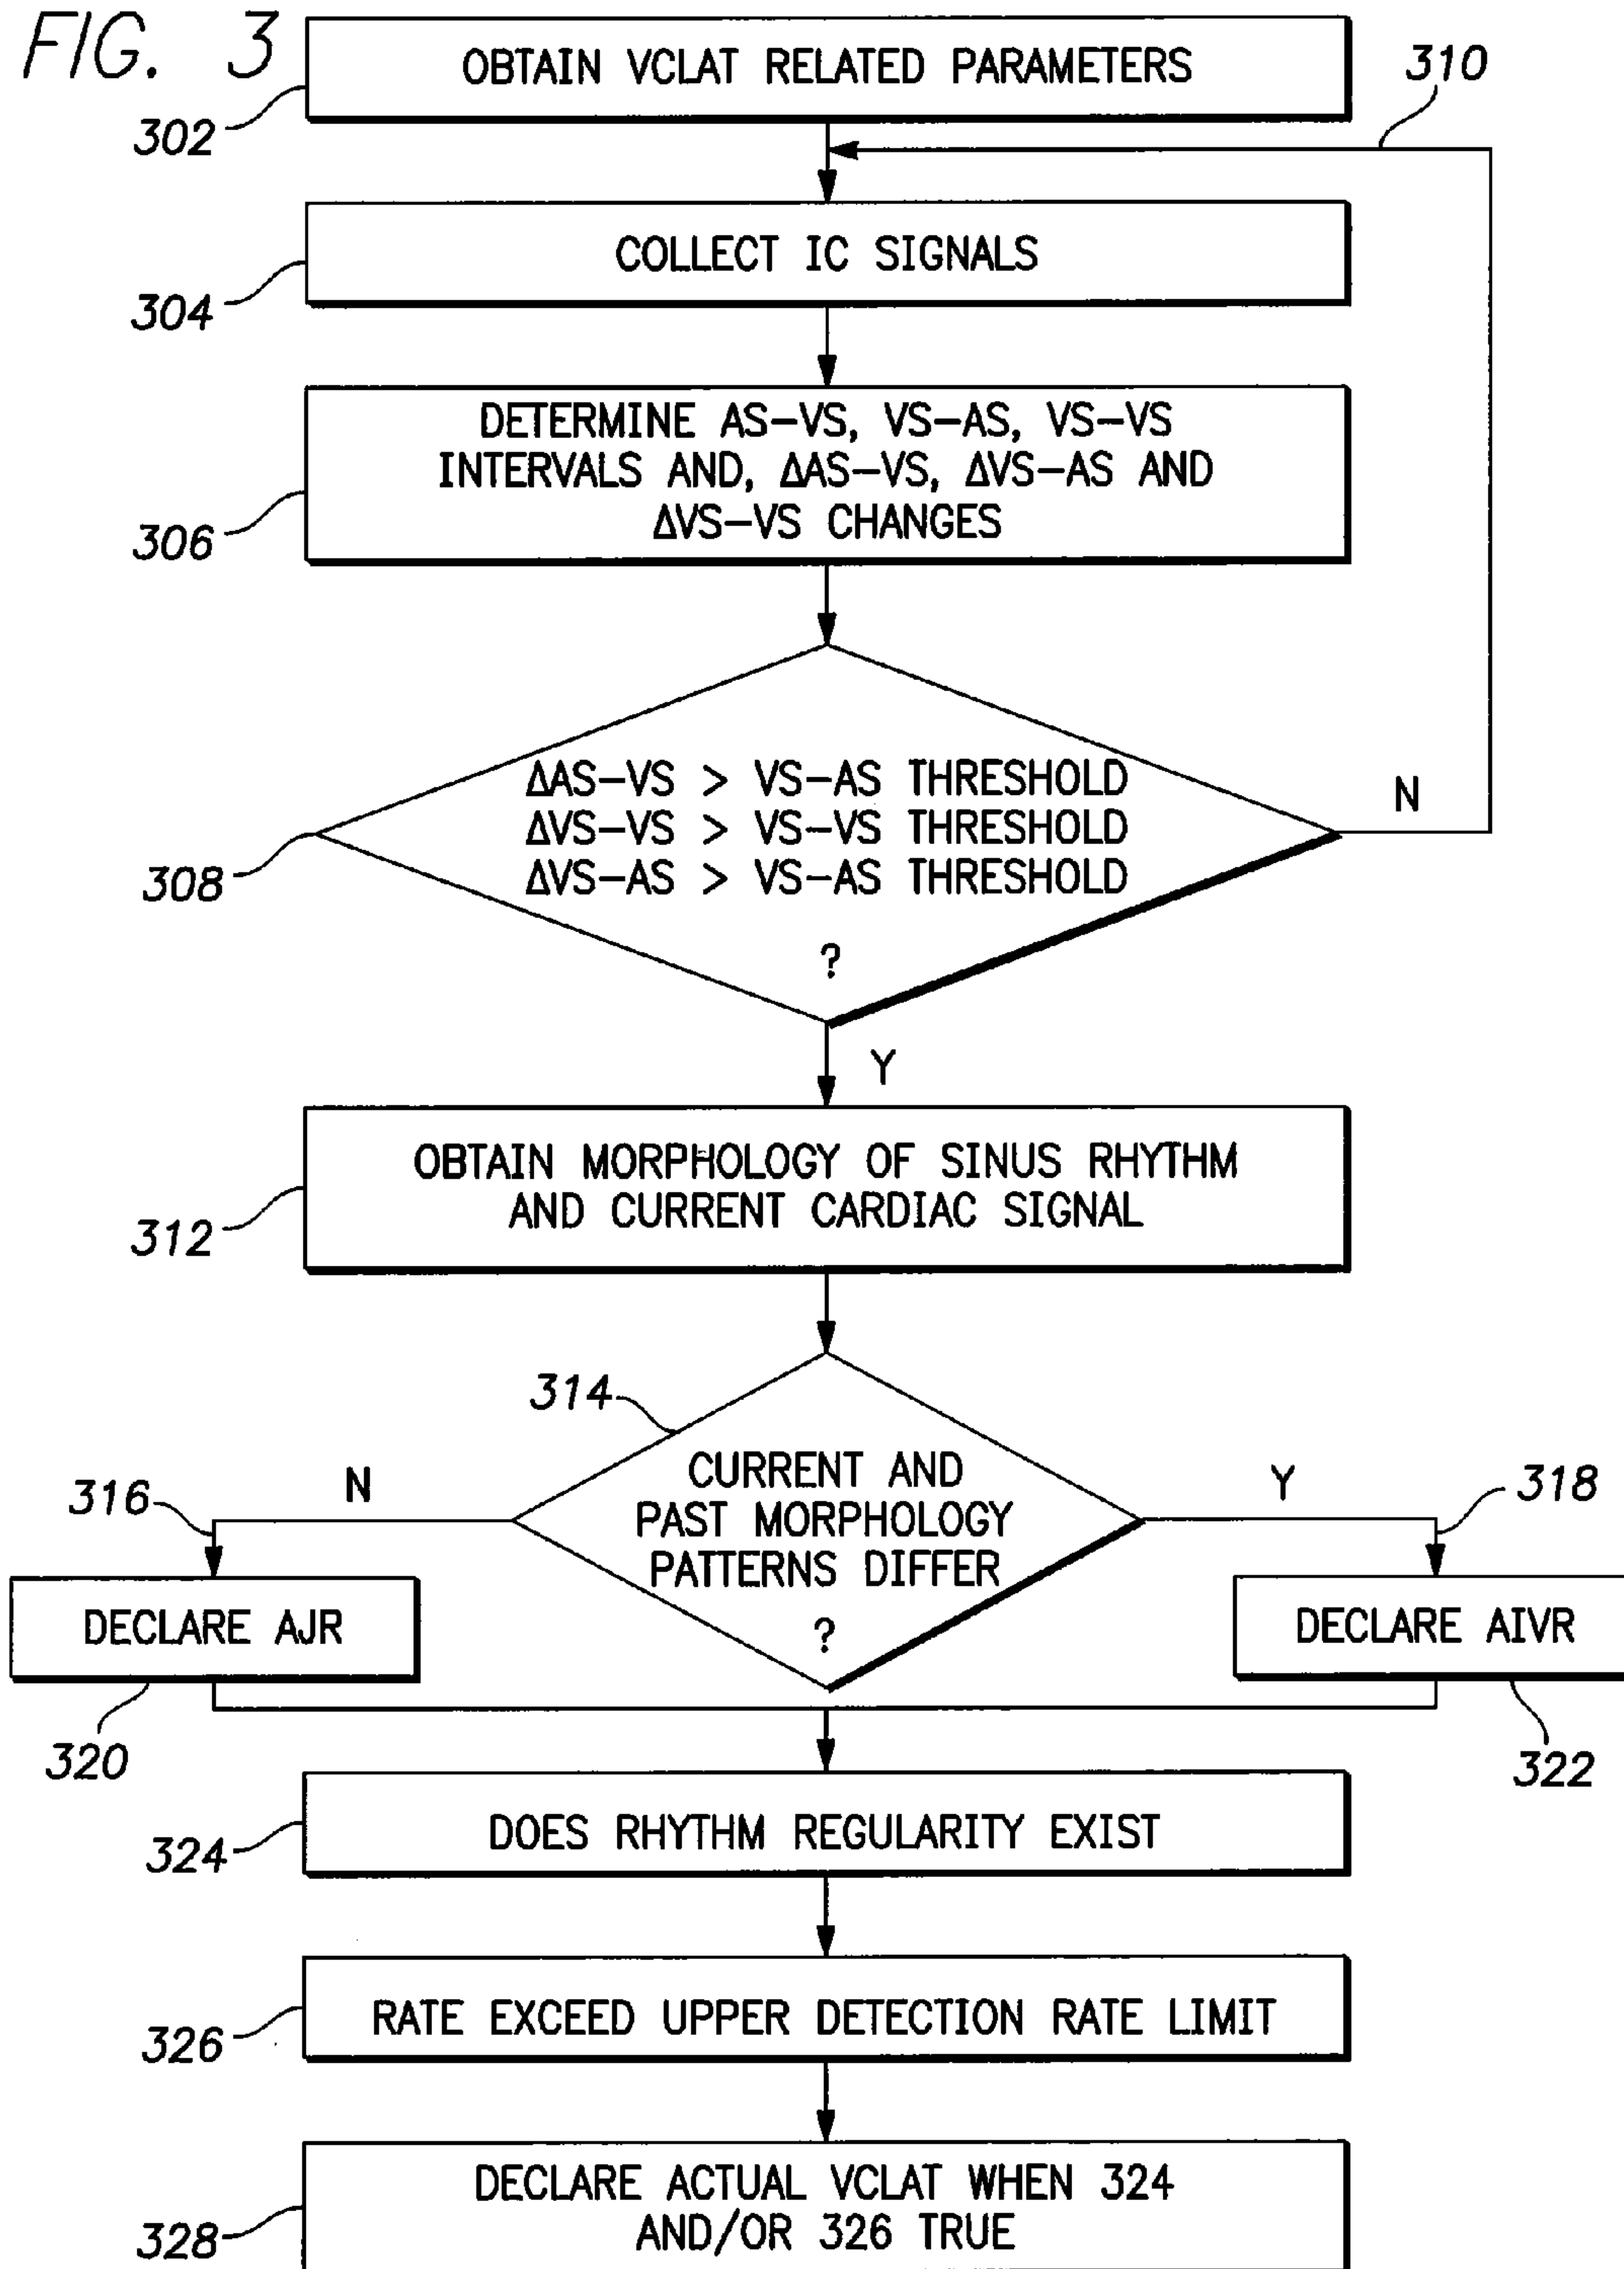 FIG. 3
OBTAIN VCLAT RELATED PARAMETERS
310
302
COLLECT IC SIGNALS
304
DETERMINE AS-VS, VS-AS, VS-VS
INTERVALS AND, ΔAS-VS, ΔVS-AS AND
ΔVS-VS CHANGES
306
ΔAS-VS > VS-AS THRESHOLD
N
ΔVS-VS > VS-VS THRESHOLD
ΔVS-AS > VS-AS THRESHOLD
308
?
Y
OBTAIN MORPHOLOGY OF SINUS RHYTHM
AND CURRENT CARDIAC SIGNAL
312
314
CURRENT AND
PAST MORPHOLOGY
PATTERNS DIFFER
?
N
Y
316
318
DECLARE AJR
DECLARE AIVR
320
322
DOES RHYTHM REGULARITY EXIST
324
RATE EXCEED UPPER DETECTION RATE LIMIT
326
DECLARE ACTUAL VCLAT WHEN 324
AND/OR 326 TRUE
328